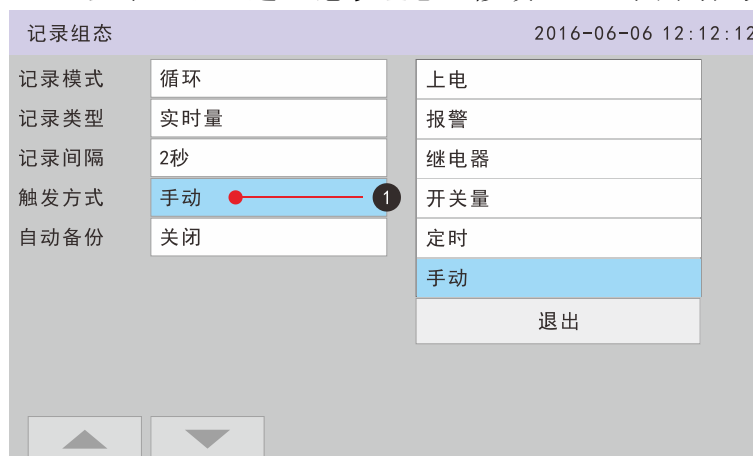 记录组态 2016-06-06 12:12:12
记录模式 循环
记录类型 实时量
记录间隔 2秒
触发方式 手动 1
自动备份 关闭
上电
报警
继电器
开关量
定时
手动
退出